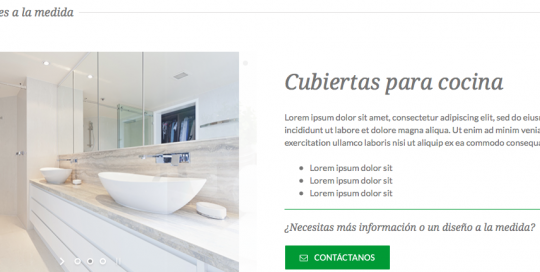 es a la medida
Cubiertas para cocina
Lorem ipsum dolor sit amet, consectetur adipiscing elit, sed do eius
incididunt ut labore et dolore magna aliqua. Ut enim ad minim venia
exercitation ullamco laboris nisi ut aliquip ex ea commodo consequa
Lorem ipsum dolor sit
Lorem ipsum dolor sit
Lorem ipsum dolor sit
¿Necesitas más información o un diseño a la medida?
CONTÁCTANOS